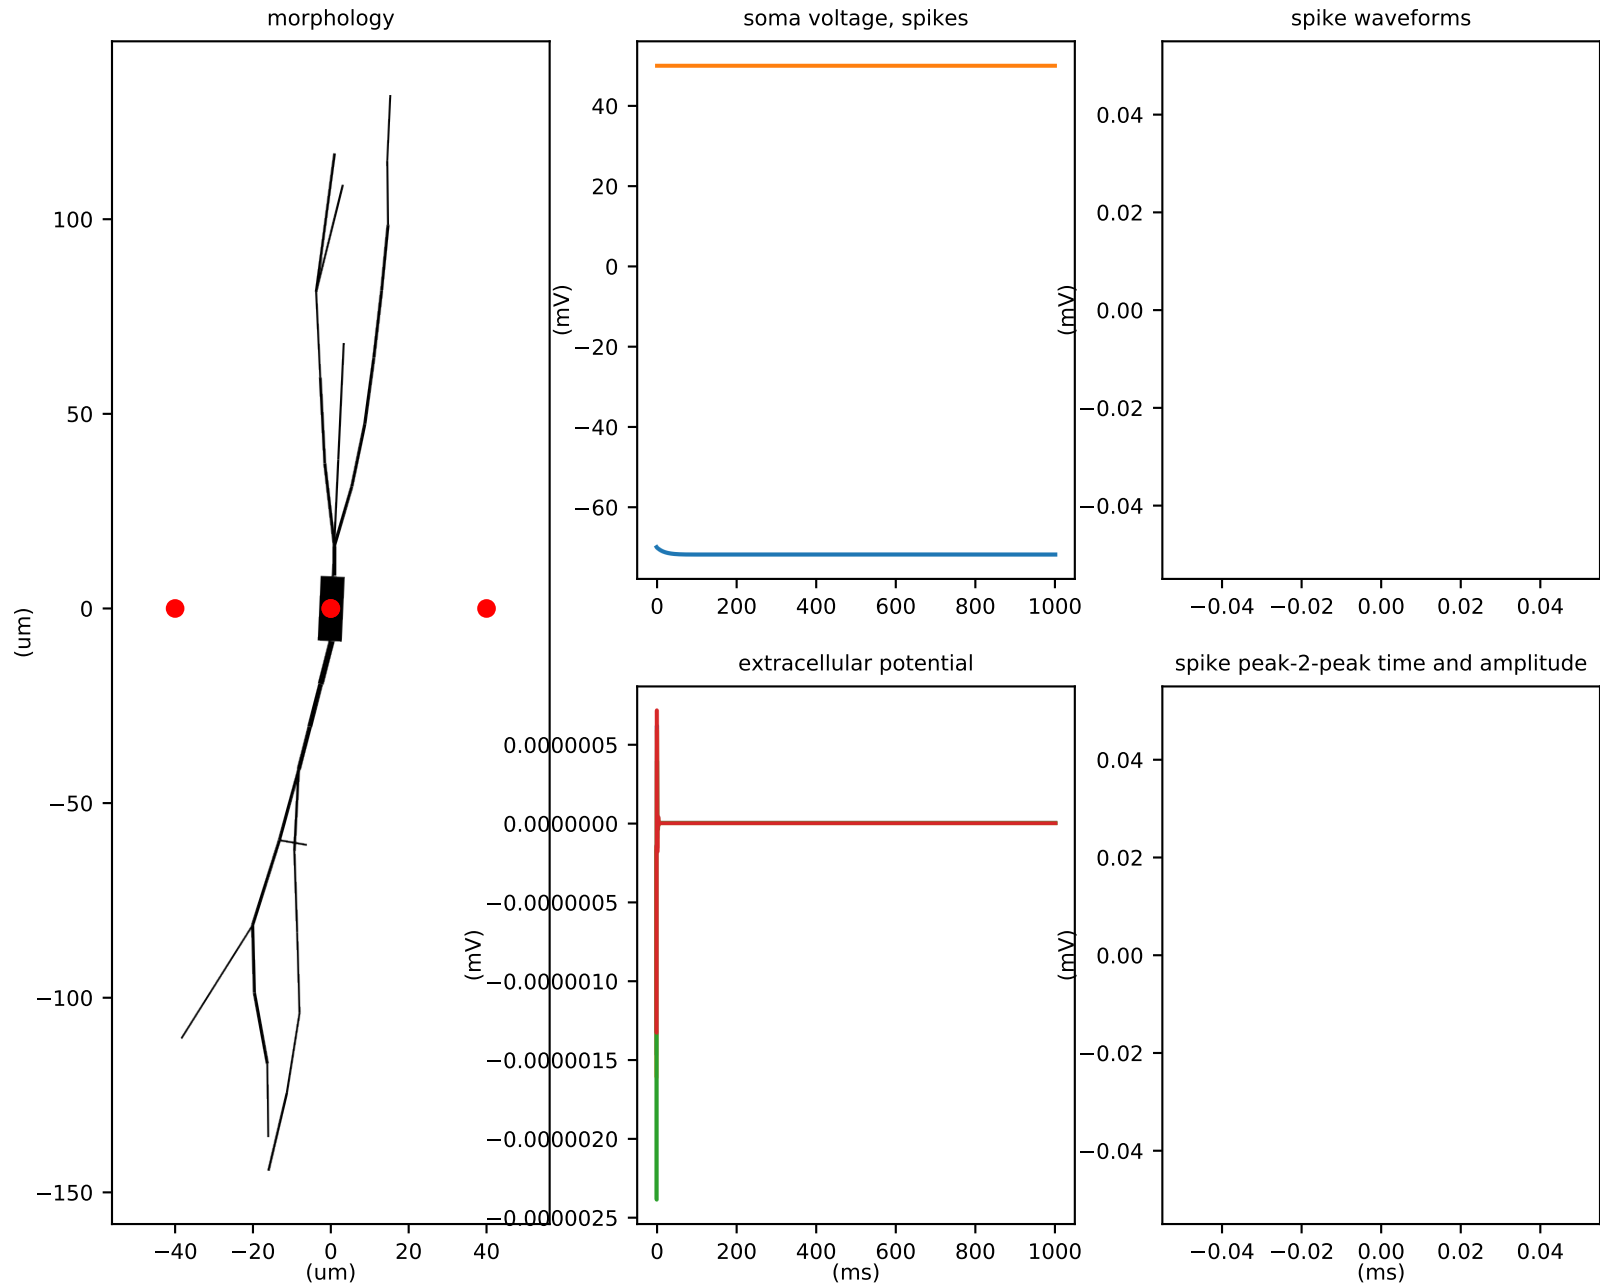 morphology
100
50
0
−50
−100
−150
(um)
−40 −20 0 20 40
(um)
soma voltage, spikes
40
20
0
−20
−40
−60
(mV)
0 200 400 600 800 1000
spike waveforms
0.04
0.02
0.00
−0.02
−0.04
(mV)
−0.04 −0.02 0.00 0.02 0.04
extracellular potential
0.0000005
0.0000000
−0.0000005
−0.0000010
−0.0000015
−0.0000020
−0.0000025
(mV)
0 200 400 600 800 1000
(ms)
spike peak-2-peak time and amplitude
0.04
0.02
0.00
−0.02
−0.04
(mV)
−0.04 −0.02 0.00 0.02 0.04
(ms)